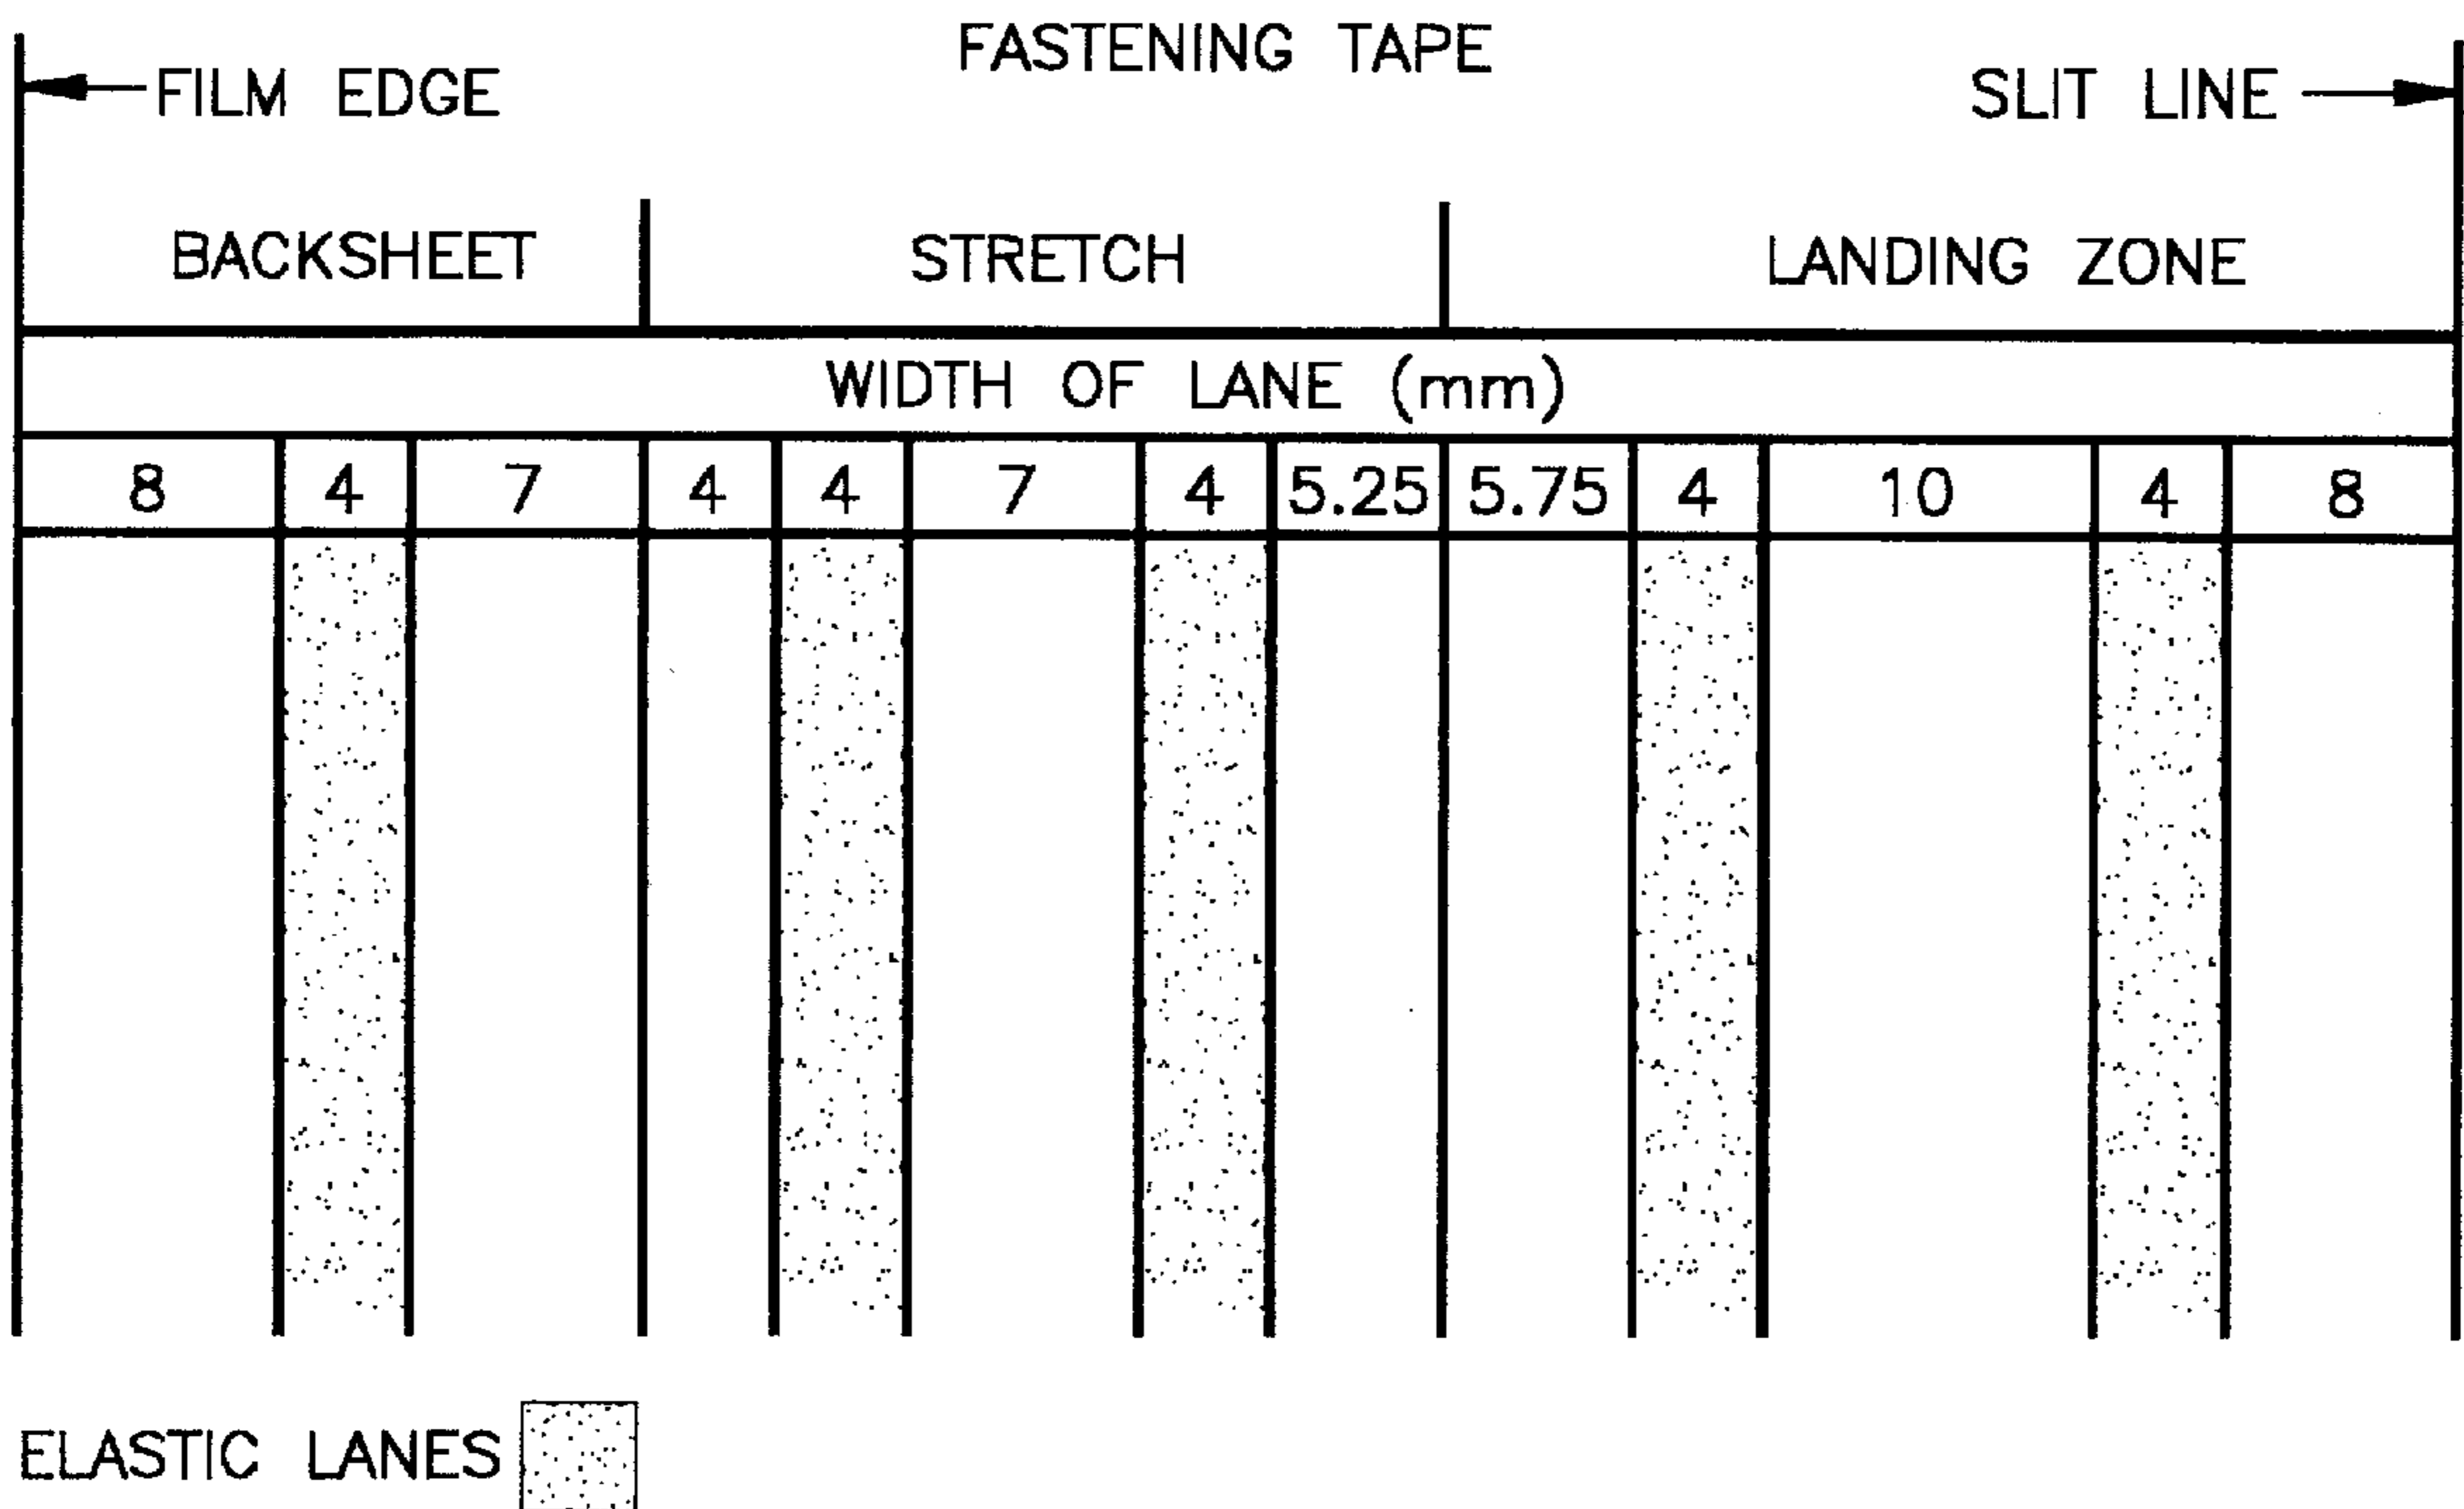 FASTENING TAPE
FILM EDGE SLIT LINE
BACKSHEET STRETCH LANDING ZONE
WIDTH OF LANE (mm)
8 4 7 4 4 7 4 5.25 5.75 4 10 4 8
ELASTIC LANES